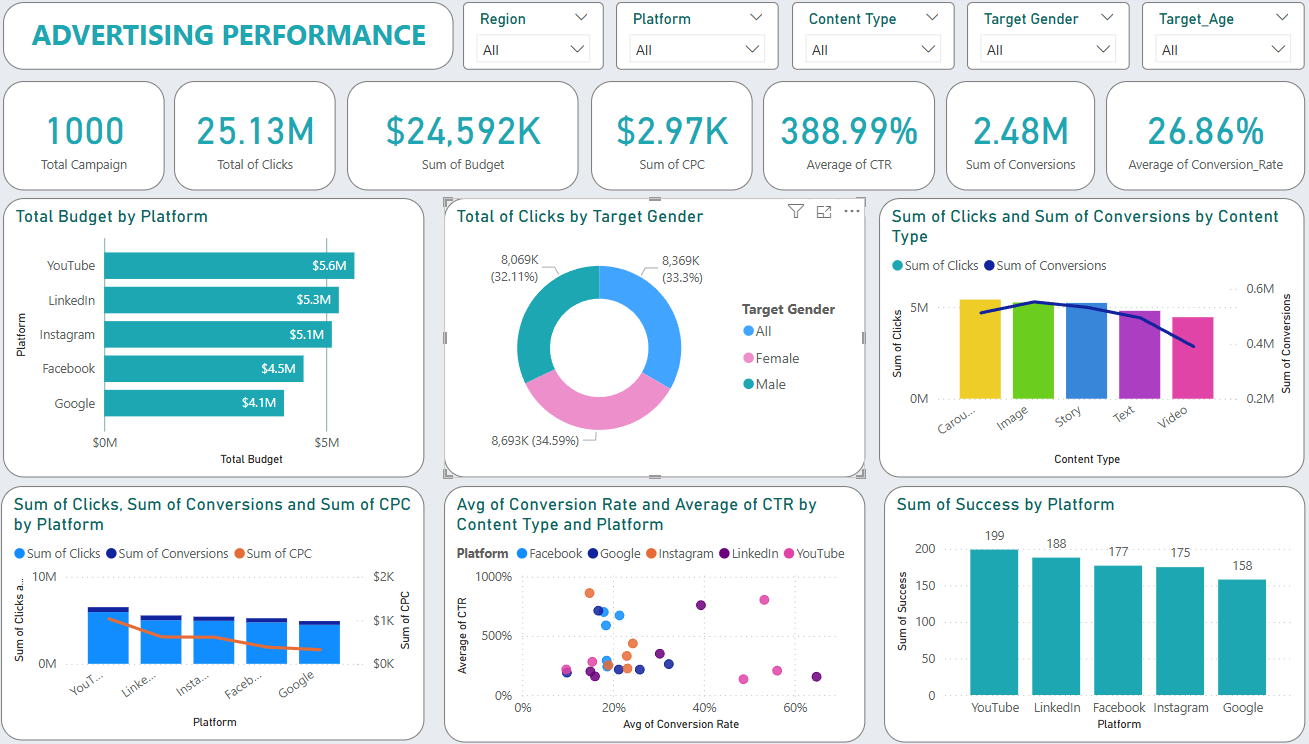 ADVERTISING PERFORMANCE
Region
All
Platform
All
Content Type
All
Target Gender
All
Target_Age
All
1000
Total Campaign
25.13M
Total of Clicks
$24,592K
Sum of Budget
$2.97K
Sum of CPC
388.99%
Average of CTR
2.48M
Sum of Conversions
26.86%
Average of Conversion_Rate
Total Budget by Platform
Platform
YouTube
$5.6M
LinkedIn
$5.3M
Instagram
$5.1M
Facebook
$4.5M
Google
$4.1M
$0M
$5M
Total Budget
Total of Clicks by Target Gender
8,069K
(32.11%)
8,369K
(33.3%)
8,693K (34.59%)
Target Gender
All
Female
Male
Sum of Clicks and Sum of Conversions by Content
Type
Sum of Clicks
Sum of Conversions
Sum of Clicks
5M
0M
0.6M
0.4M
0.2M
Sum of Conversions
Carou...
Image
Story
Text
Video
Content Type
Sum of Clicks, Sum of Conversions and Sum of CPC
by Platform
Sum of Clicks
Sum of Conversions
Sum of CPC
Sum of Clicks a...
10M
0M
$2K
$1K
$0K
Sum of CPC
YouT...
Linke...
Insta...
Faceb...
Google
Platform
Avg of Conversion Rate and Average of CTR by
Content Type and Platform
Platform
Facebook
Google
Instagram
LinkedIn
YouTube
Average of CTR
1000%
500%
0%
0%
20%
40%
60%
Avg of Conversion Rate
Sum of Success by Platform
Sum of Success
200
150
100
50
0
199
188
177
175
158
YouTube
LinkedIn
Facebook
Instagram
Google
Platform